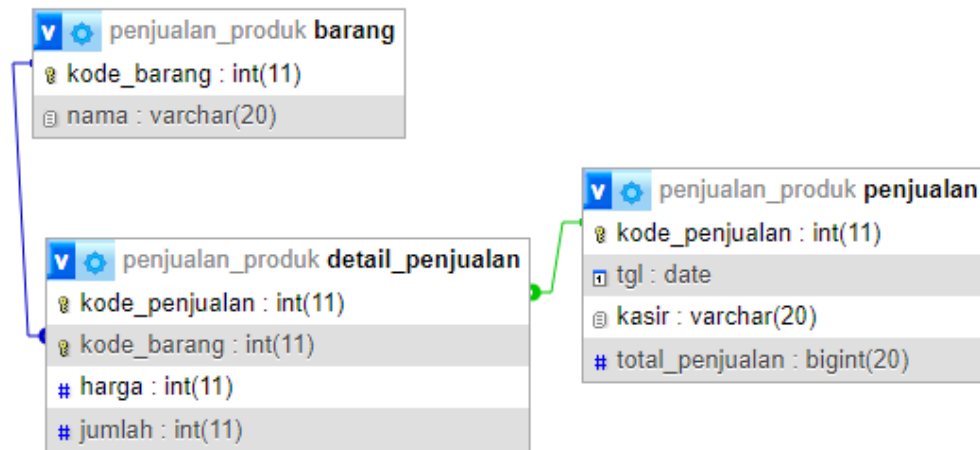 penjualan_produk barang
kode_barang : int(11)
nama : varchar(20)
penjualan_produk detail_penjualan
kode_penjualan : int(11)
kode_barang : int(11)
harga : int(11)
jumlah : int(11)
penjualan_produk penjualan
kode_penjualan : int(11)
tgl : date
kasir : varchar(20)
total_penjualan : bigint(20)